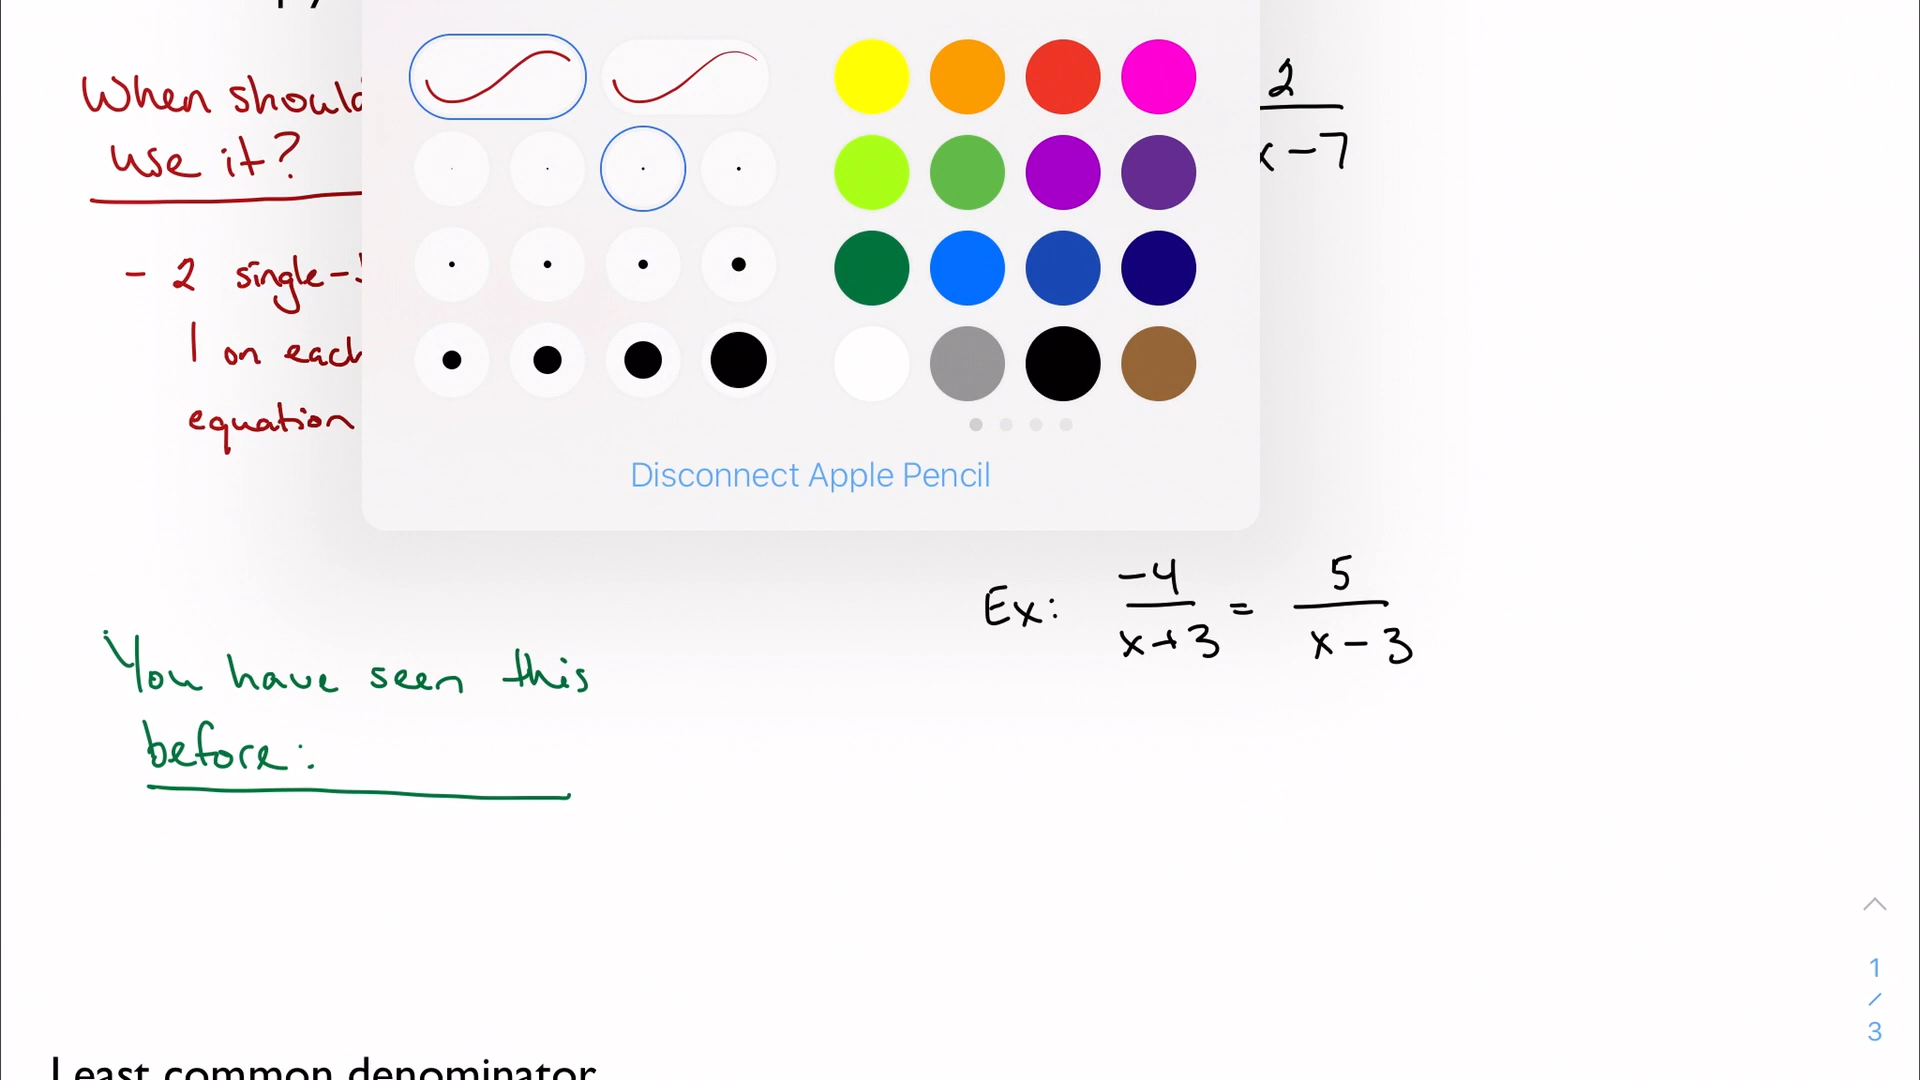 When should
use it?
- 2 single-
1 on each
equation
2
x-7
Disconnect Apple Pencil
Ex: -4/x+3 = 5/x-3
You have seen this
before:
Least common denominator
1
/
3